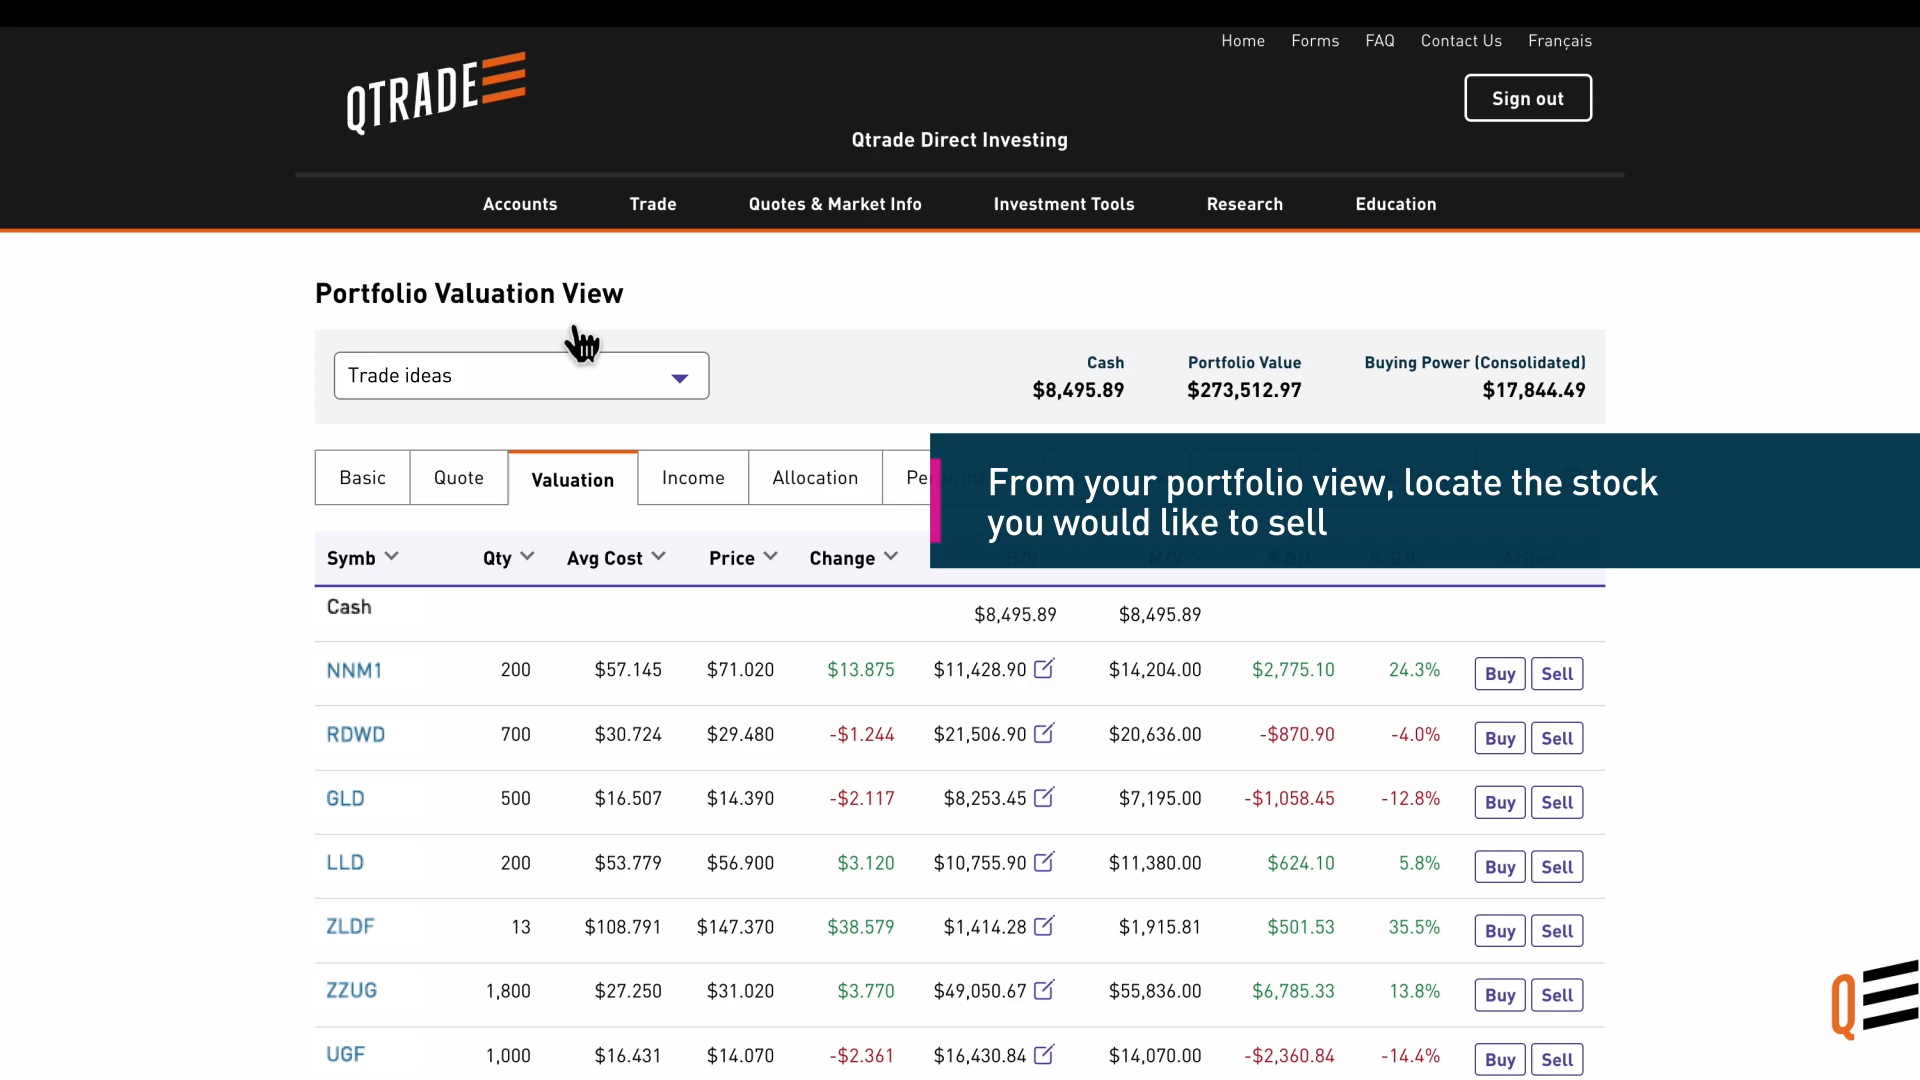 Home Forms FAQ Contact Us Français
QTRADE
Sign out
Qtrade Direct Investing
Accounts Trade Quotes & Market Info Investment Tools Research Education
Portfolio Valuation View
Trade ideas
Cash Portfolio Value Buying Power (Consolidated)
$8,495.89 $273,512.97 $17,844.49
Basic Quote Valuation Income Allocation
From your portfolio view, locate the stock
you would like to sell
Symb Qty Avg Cost Price Change
Cash $8,495.89 $8,495.89
NNM1 200 $57.145 $71.020 $13.875 $11,428.90 $14,204.00 $2,775.10 24.3% Buy Sell
RDWD 700 $30.724 $29.480 -$1.244 $21,506.90 $20,636.00 -$870.90 -4.0% Buy Sell
GLD 500 $16.507 $14.390 -$2.117 $8,253.45 $7,195.00 -$1,058.45 -12.8% Buy Sell
LLD 200 $53.779 $56.900 $3.120 $10,755.90 $11,380.00 $624.10 5.8% Buy Sell
ZLDF 13 $108.791 $147.370 $38.579 $1,414.28 $1,915.81 $501.53 35.5% Buy Sell
ZZUG 1,800 $27.250 $31.020 $3.770 $49,050.67 $55,836.00 $6,785.33 13.8% Buy Sell
UGF 1,000 $16.431 $14.070 -$2.361 $16,430.84 $14,070.00 -$2,360.84 -14.4% Buy Sell